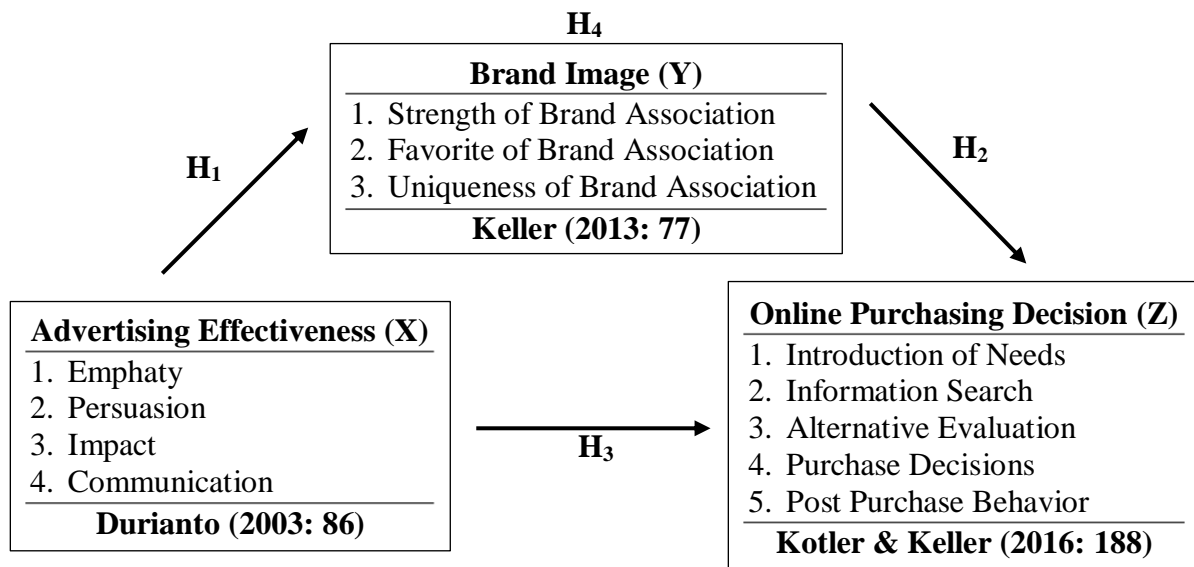 H4
Brand Image (Y)
1. Strength of Brand Association
2. Favorite of Brand Association
3. Uniqueness of Brand Association
Keller (2013: 77)
H1
H2
Advertising Effectiveness (X)
1. Emphaty
2. Persuasion
3. Impact
4. Communication
Durianto (2003: 86)
H3
Online Purchasing Decision (Z)
1. Introduction of Needs
2. Information Search
3. Alternative Evaluation
4. Purchase Decisions
5. Post Purchase Behavior
Kotler & Keller (2016: 188)